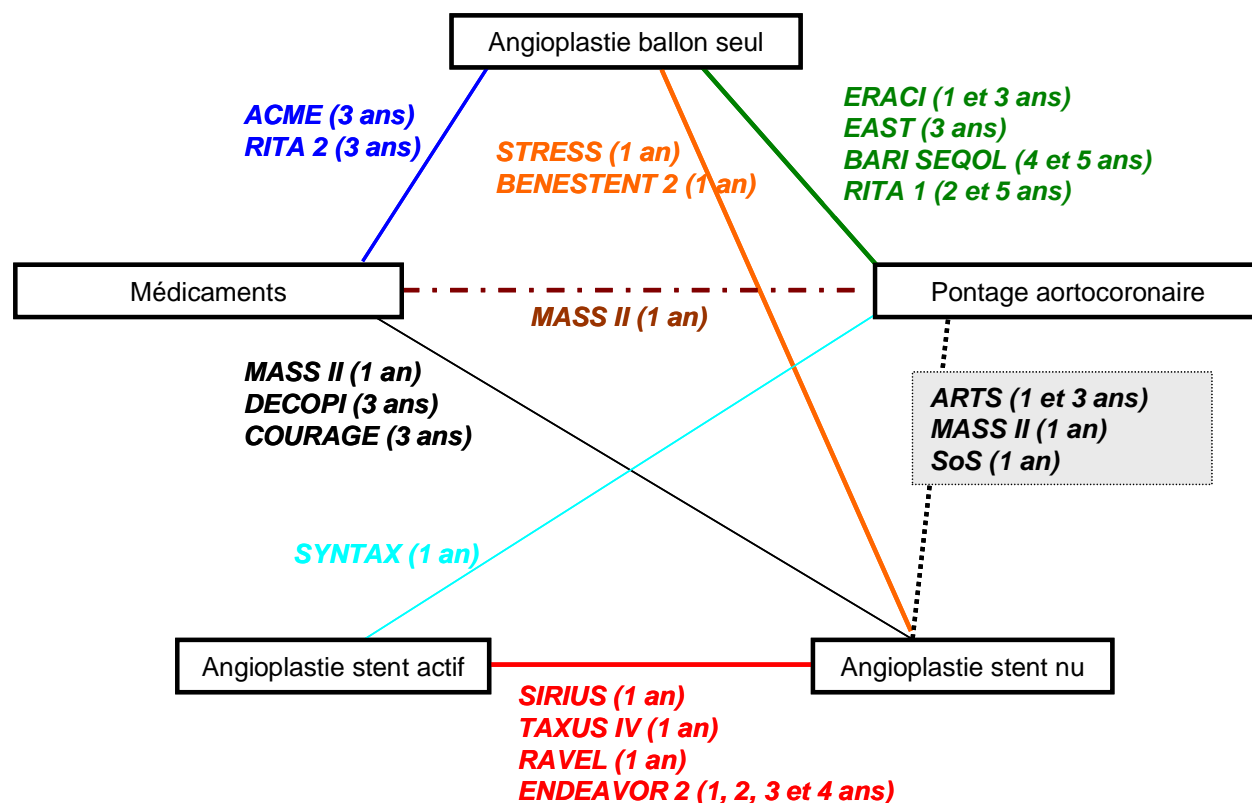 Angioplastie ballon seul
ACME (3 ans)
RITA 2 (3 ans)
STRESS (1 an)
BENESTENT 2 (1 an)
ERACI (1 et 3 ans)
EAST (3 ans)
BARI SEQOL (4 et 5 ans)
RITA 1 (2 et 5 ans)
Médicaments
MASS II (1 an)
Pontage aortocoronaire
MASS II (1 an)
DECOPI (3 ans)
COURAGE (3 ans)
ARTS (1 et 3 ans)
MASS II (1 an)
SoS (1 an)
SYNTAX (1 an)
Angioplastie stent actif
Angioplastie stent nu
SIRIUS (1 an)
TAXUS IV (1 an)
RAVEL (1 an)
ENDEAVOR 2 (1, 2, 3 et 4 ans)